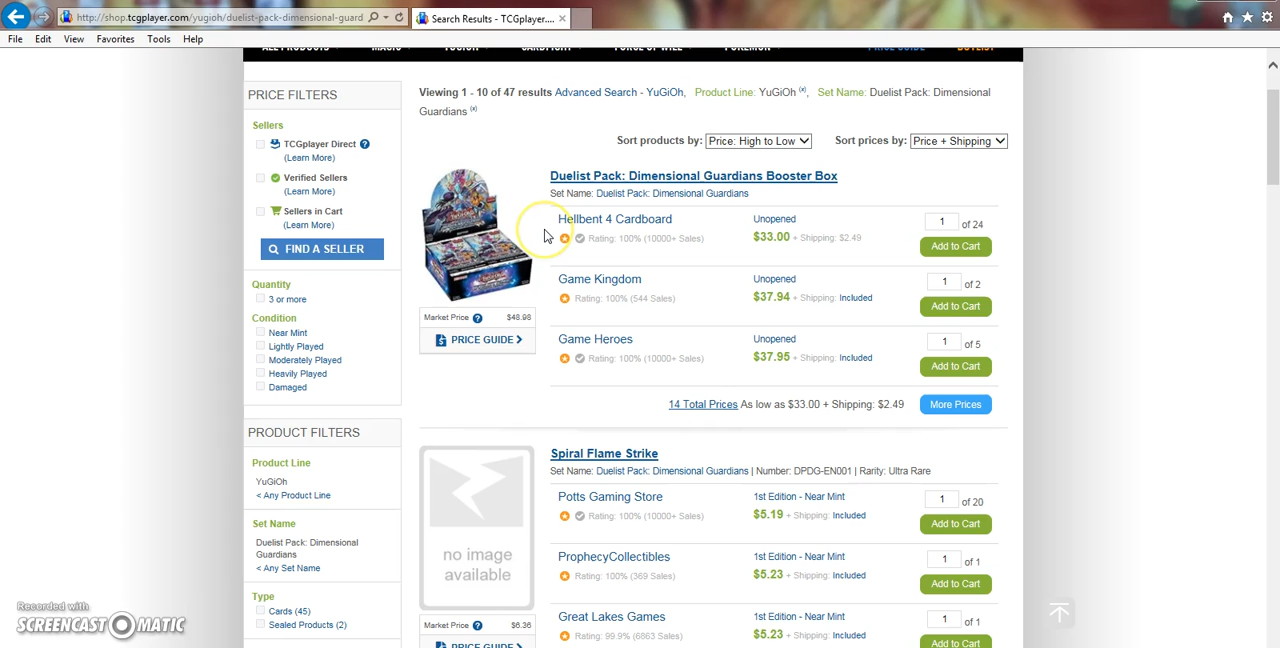 http://shop.tcgplayer.com/yugioh/duelist-pack-dimensional-guard
Search Results - TCGplayer....
File Edit View Favorites Tools Help
PRICE FILTERS
Sellers
TCGplayer Direct
(Learn More)
Verified Sellers
(Learn More)
Sellers in Cart
(Learn More)
FIND A SELLER
Quantity
3 or more
Condition
Near Mint
Lightly Played
Moderately Played
Heavily Played
Damaged
PRODUCT FILTERS
Product Line
YuGiOh
< Any Product Line
Set Name
Duelist Pack: Dimensional
Guardians
< Any Set Name
Type
Cards (45)
Sealed Products (2)
Viewing 1 - 10 of 47 results Advanced Search - YuGiOh, Product Line: YuGiOh (x), Set Name: Duelist Pack: Dimensional
Guardians (x)
Sort products by: Price: High to Low Sort prices by: Price + Shipping
Duelist Pack: Dimensional Guardians Booster Box
Set Name: Duelist Pack: Dimensional Guardians
Hellbent 4 Cardboard Unopened 1 of 24
Rating: 100% (10000+ Sales) $33.00 + Shipping: $2.49 Add to Cart
Game Kingdom Unopened 1 of 2
Rating: 100% (544 Sales) $37.94 + Shipping: Included Add to Cart
Market Price ? $48.98
PRICE GUIDE
Game Heroes Unopened 1 of 5
Rating: 100% (10000+ Sales) $37.95 + Shipping: Included Add to Cart
14 Total Prices As low as $33.00 + Shipping: $2.49 More Prices
Spiral Flame Strike
Set Name: Duelist Pack: Dimensional Guardians | Number: DPDG-EN001 | Rarity: Ultra Rare
Potts Gaming Store 1st Edition - Near Mint 1 of 20
Rating: 100% (10000+ Sales) $5.19 + Shipping: Included Add to Cart
no image
available
ProphecyCollectibles 1st Edition - Near Mint 1 of 1
Rating: 100% (369 Sales) $5.23 + Shipping: Included Add to Cart
Great Lakes Games 1st Edition - Near Mint 1 of 1
Rating: 99.9% (6663 Sales) $5.23 + Shipping: Included Add to Cart
Market Price ? $6.36
PRICE GUIDE
Recorded with
SCREENCAST MATIC